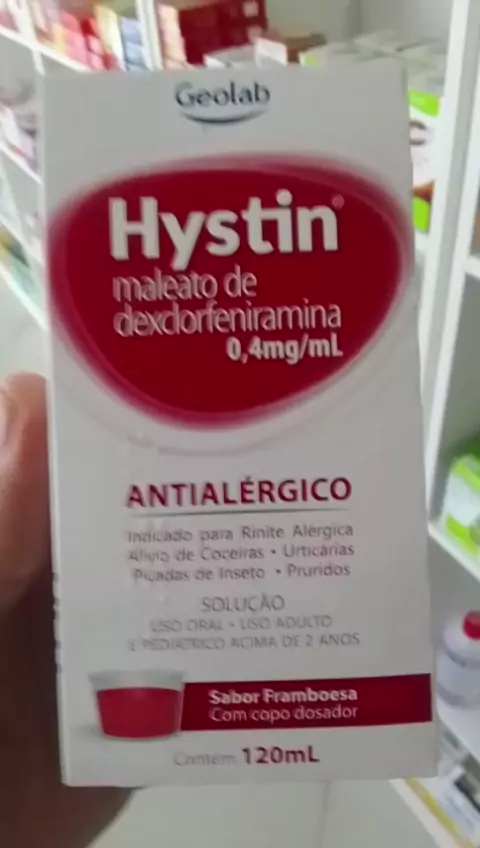 Geolab
Hystin®
maleato de
dexclorfeniramina
0,4mg/mL
ANTIALÉRGICO
Indicado para Rinite Alérgica
Alívio de Coceiras • Urticárias
Picadas de Inseto • Pruridos
SOLUÇÃO
USO ORAL • USO ADULTO
E PEDIÁTRICO ACIMA DE 2 ANOS
Sabor Framboesa
Com copo dosador
Contém 120mL